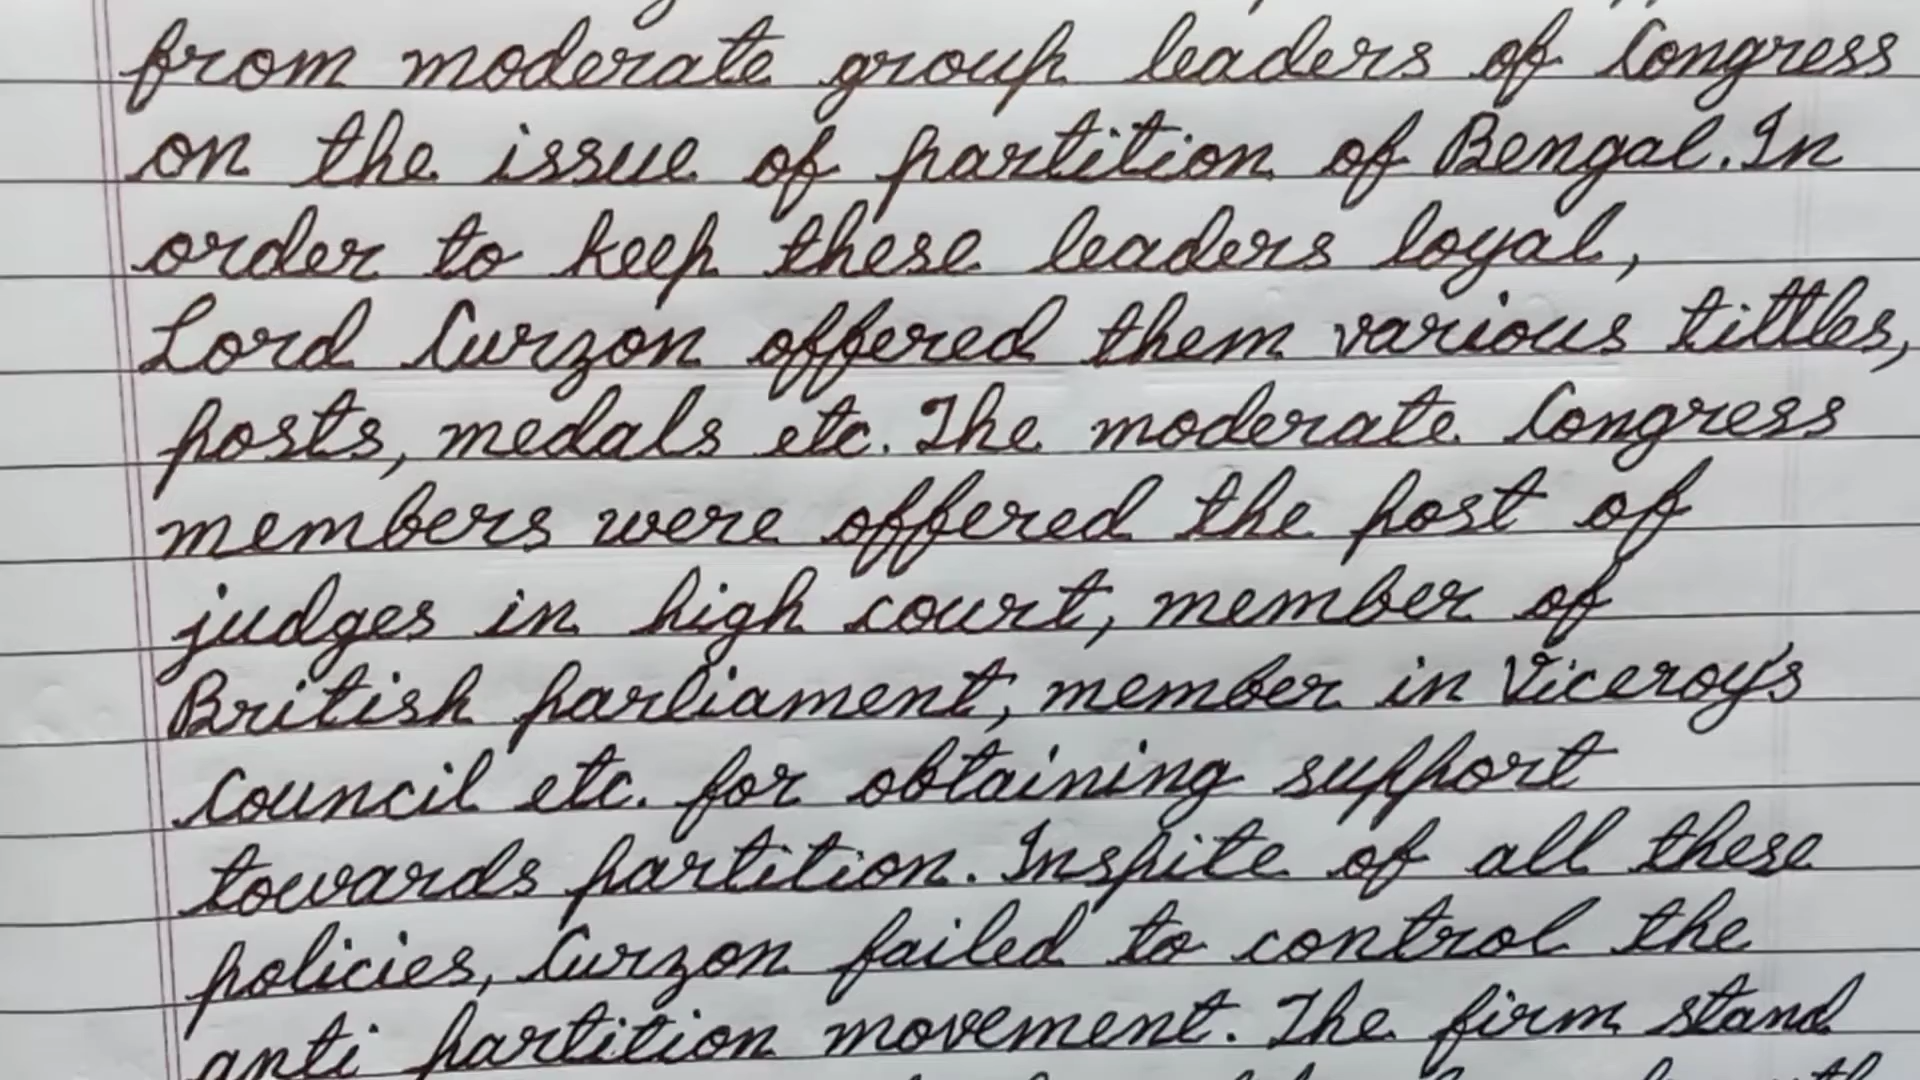 from moderate group leaders of Congress
on the issue of partition of Bengal. In
order to keep these leaders loyal,
Lord Curzon offered them various tittles,
posts, medals etc. The moderate Congress
members were offered the post of
judges in high court, member of
British parliament, member in Viceroy's
Council etc. for obtaining support
towards partition. Inspite of all these
policies, Curzon failed to control the
anti partition movement. The firm stand